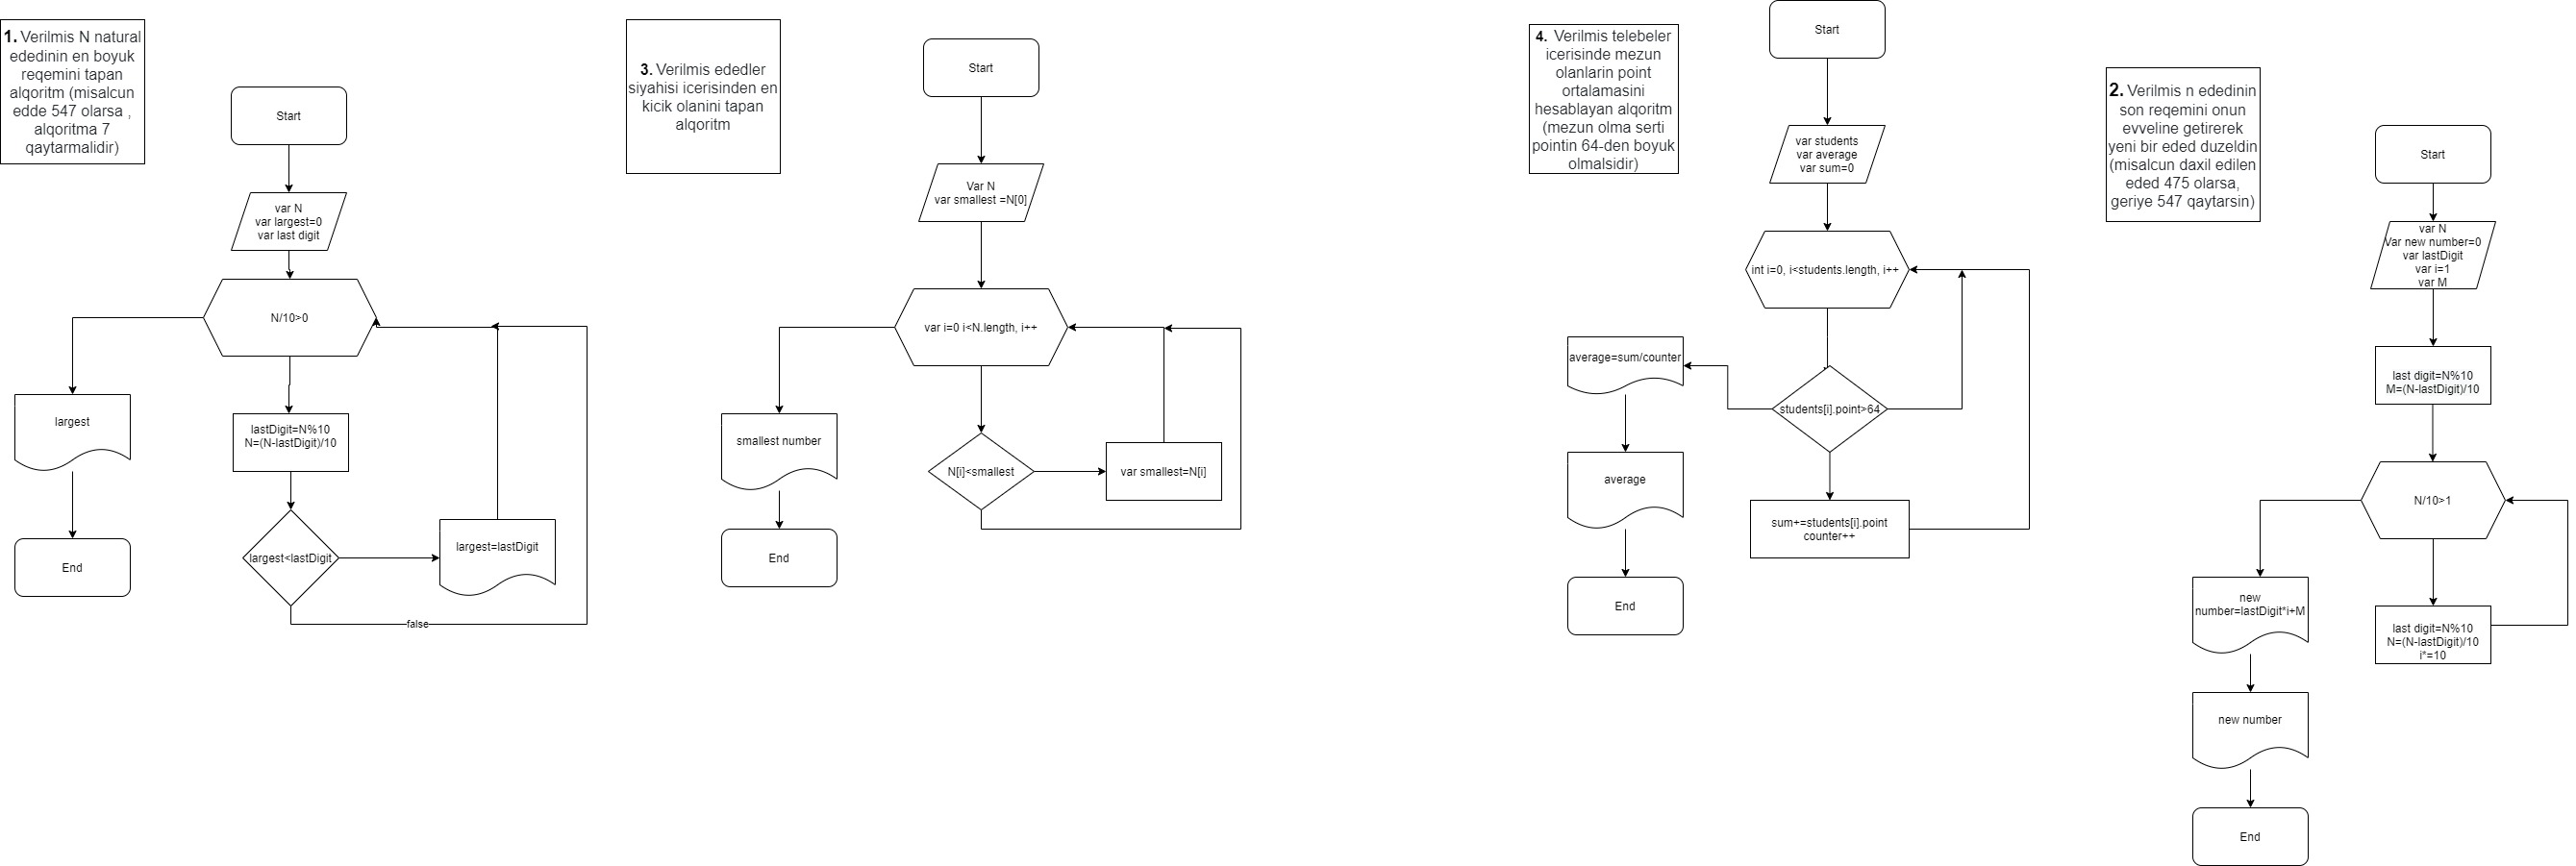 1. Verilmis N natural
ededinin en boyuk
reqemini tapan
alqoritm (misalcun
edde 547 olarsa ,
alqoritma 7
qaytarmalidir)
Start
var N
var largest=0
var last digit
N/10>0
largest
End
lastDigit=N%10
N=(N-lastDigit)/10
largest<lastDigit
largest=lastDigit
false
3. Verilmis ededler
siyahisi icerisinden en
kicik olanini tapan
alqoritm
Start
Var N
var smallest =N[0]
var i=0 i<N.length, i++
smallest number
End
N[i]<smallest
var smallest=N[i]
4. Verilmis telebeler
icerisinde mezun
olanlarin point
ortalamasini
hesablayan alqoritm
(mezun olma serti
pointin 64-den boyuk
olmalsidir)
Start
var students
var average
var sum=0
int i=0, i<students.length, i++
average=sum/counter
students[i].point>64
average
sum+=students[i].point
counter++
End
2. Verilmis n ededinin
son reqemini onun
evveline getirerek
yeni bir eded duzeldin
(misalcun daxil edilen
eded 475 olarsa,
geriye 547 qaytarsin)
Start
var N
Var new number=0
var lastDigit
var i=1
var M
last digit=N%10
M=(N-lastDigit)/10
N/10>1
new
number=lastDigit*i+M
last digit=N%10
N=(N-lastDigit)/10
i*=10
new number
End